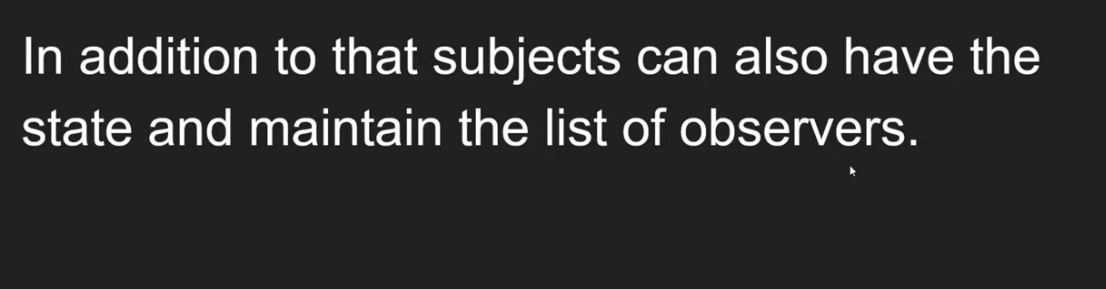 In addition to that subjects can also have the
state and maintain the list of observers.